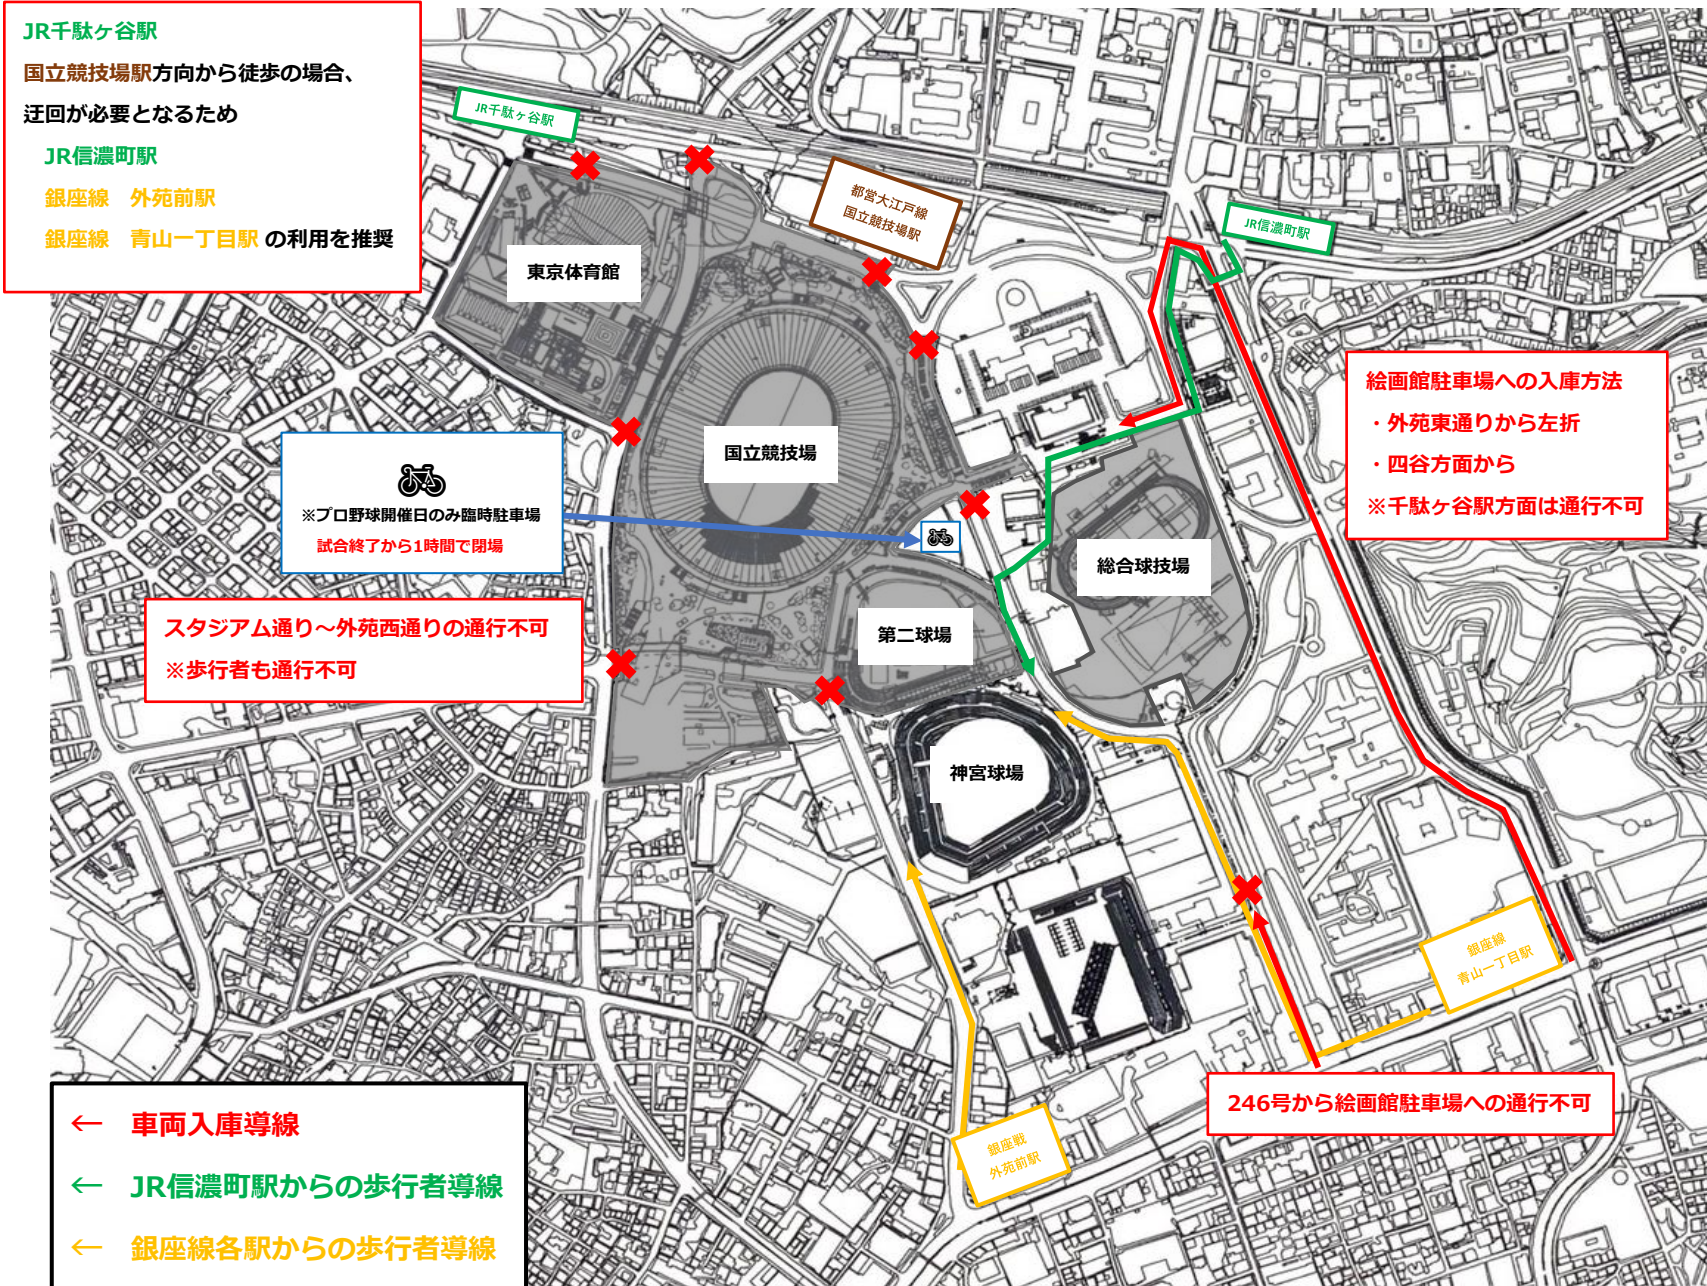 JR千駄ヶ谷駅
国立競技場駅方向から徒歩の場合、
迂回が必要となるため
JR信濃町駅
銀座線　外苑前駅
銀座線　青山一丁目駅 の利用を推奨
JR千駄ヶ谷駅
都営大江戸線
国立競技場駅
JR信濃町駅
東京体育館
国立競技場
絵画館駐車場への入庫方法
・外苑東通りから左折
・四谷方面から
※千駄ヶ谷駅方面は通行不可
※プロ野球開催日のみ臨時駐車場
試合終了から1時間で閉場
総合球技場
スタジアム通り～外苑西通りの通行不可
※歩行者も通行不可
第二球場
神宮球場
銀座線
青山一丁目駅
246号から絵画館駐車場への通行不可
銀座戦
外苑前駅
← 車両入庫導線
← JR信濃町駅からの歩行者導線
← 銀座線各駅からの歩行者導線